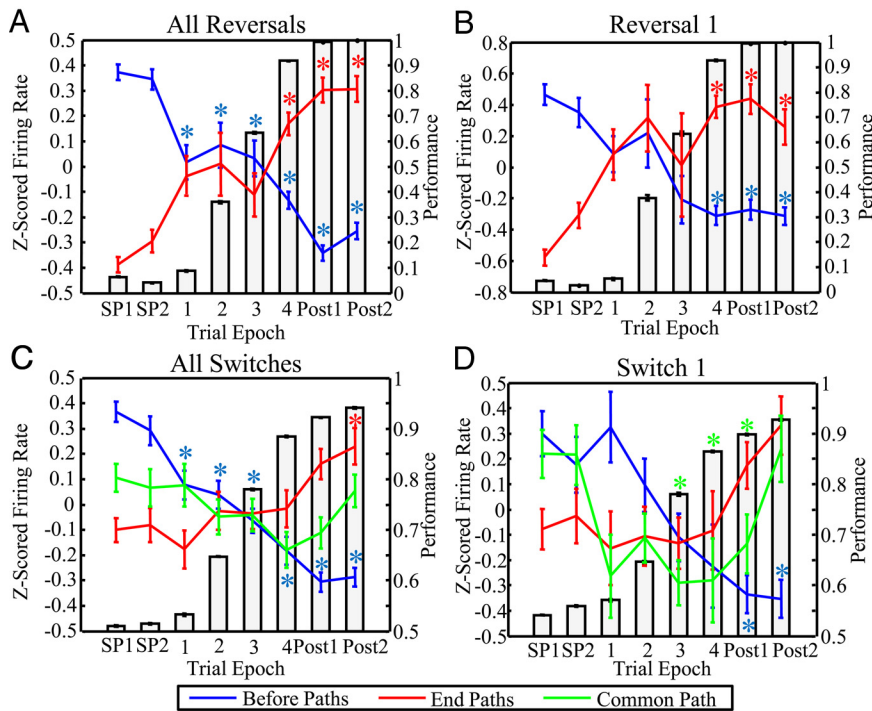 A
All Reversals
0.5
0.4
0.3
0.2
0.1
0
-0.1
-0.2
-0.3
-0.4
-0.5
Z-Scored Firing Rate
* * * * * * * * *
1
0.9
0.8
0.7
0.6
0.5
0.4
0.3
0.2
0.1
0
Performance
SP1 SP2 1 2 3 4 Post1 Post2
Trial Epoch
B
Reversal 1
0.8
0.6
0.4
0.2
0
-0.2
-0.4
-0.6
-0.8
Z-Scored Firing Rate
* * * * * *
1
0.9
0.8
0.7
0.6
0.5
0.4
0.3
0.2
0.1
0
Performance
SP1 SP2 1 2 3 4 Post1 Post2
Trial Epoch
C
All Switches
0.5
0.4
0.3
0.2
0.1
0
-0.1
-0.2
-0.3
-0.4
-0.5
Z-Scored Firing Rate
* * * * * * *
1
0.9
0.8
0.7
0.6
0.5
Performance
SP1 SP2 1 2 3 4 Post1 Post2
Trial Epoch
D
Switch 1
0.5
0.4
0.3
0.2
0.1
0
-0.1
-0.2
-0.3
-0.4
-0.5
Z-Scored Firing Rate
* * * * *
1
0.9
0.8
0.7
0.6
0.5
Performance
SP1 SP2 1 2 3 4 Post1 Post2
Trial Epoch
Before Paths End Paths Common Path